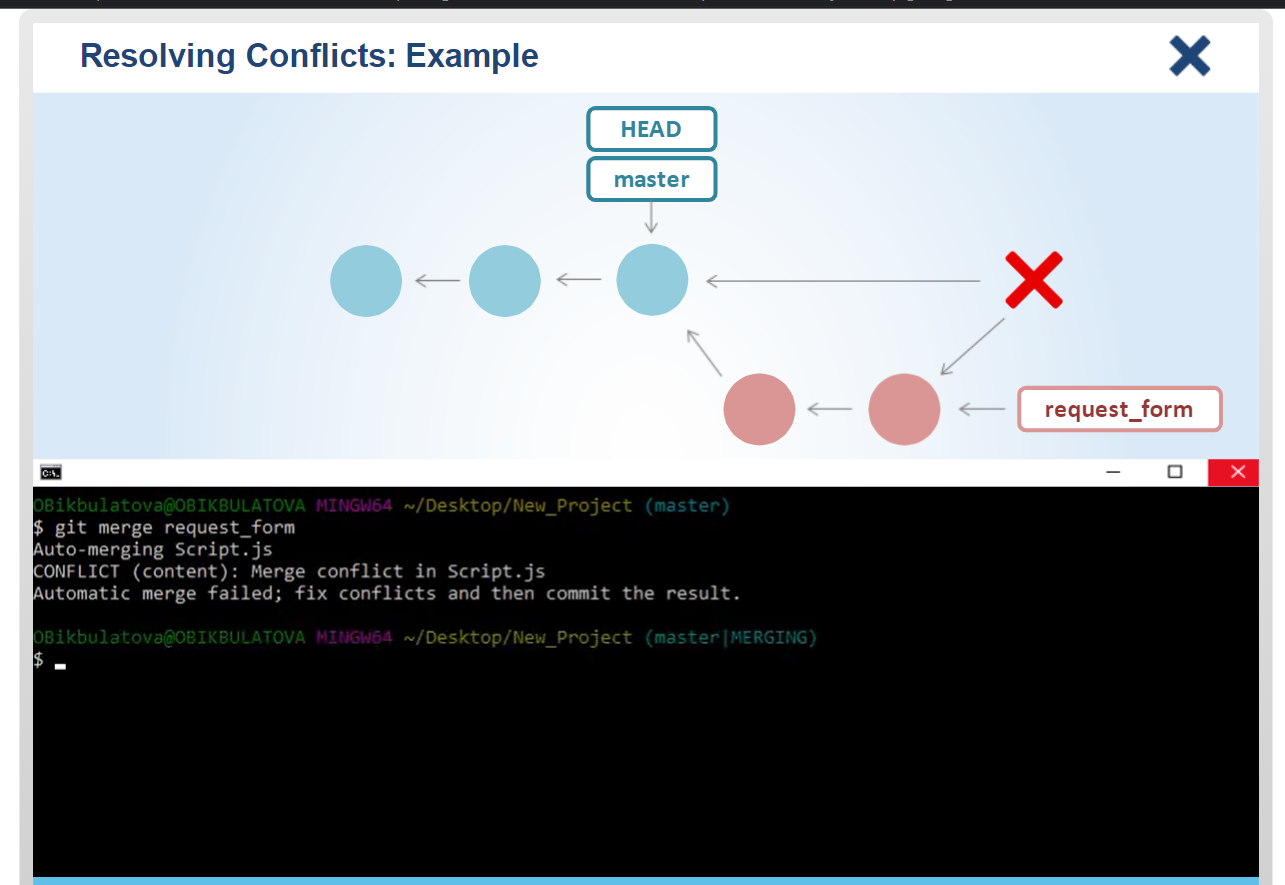 Resolving Conflicts: Example
HEAD
master
request_form
OBikbulatova@OBIKBULATOVA MINGW64 ~/Desktop/New_Project (master)
$ git merge request_form
Auto-merging Script.js
CONFLICT (content): Merge conflict in Script.js
Automatic merge failed; fix conflicts and then commit the result.
OBikbulatova@OBIKBULATOVA MINGW64 ~/Desktop/New_Project (master|MERGING)
$